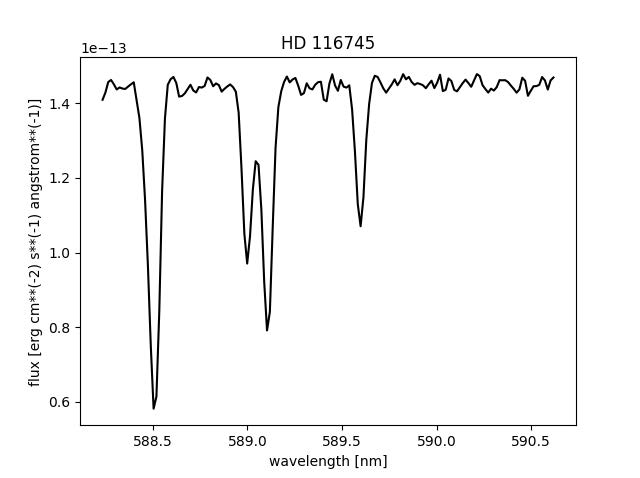 HD 116745
1e−13
flux [erg cm**(-2) s**(-1) angstrom**(-1)]
1.4
1.2
1.0
0.8
0.6
588.5 589.0 589.5 590.0 590.5
wavelength [nm]